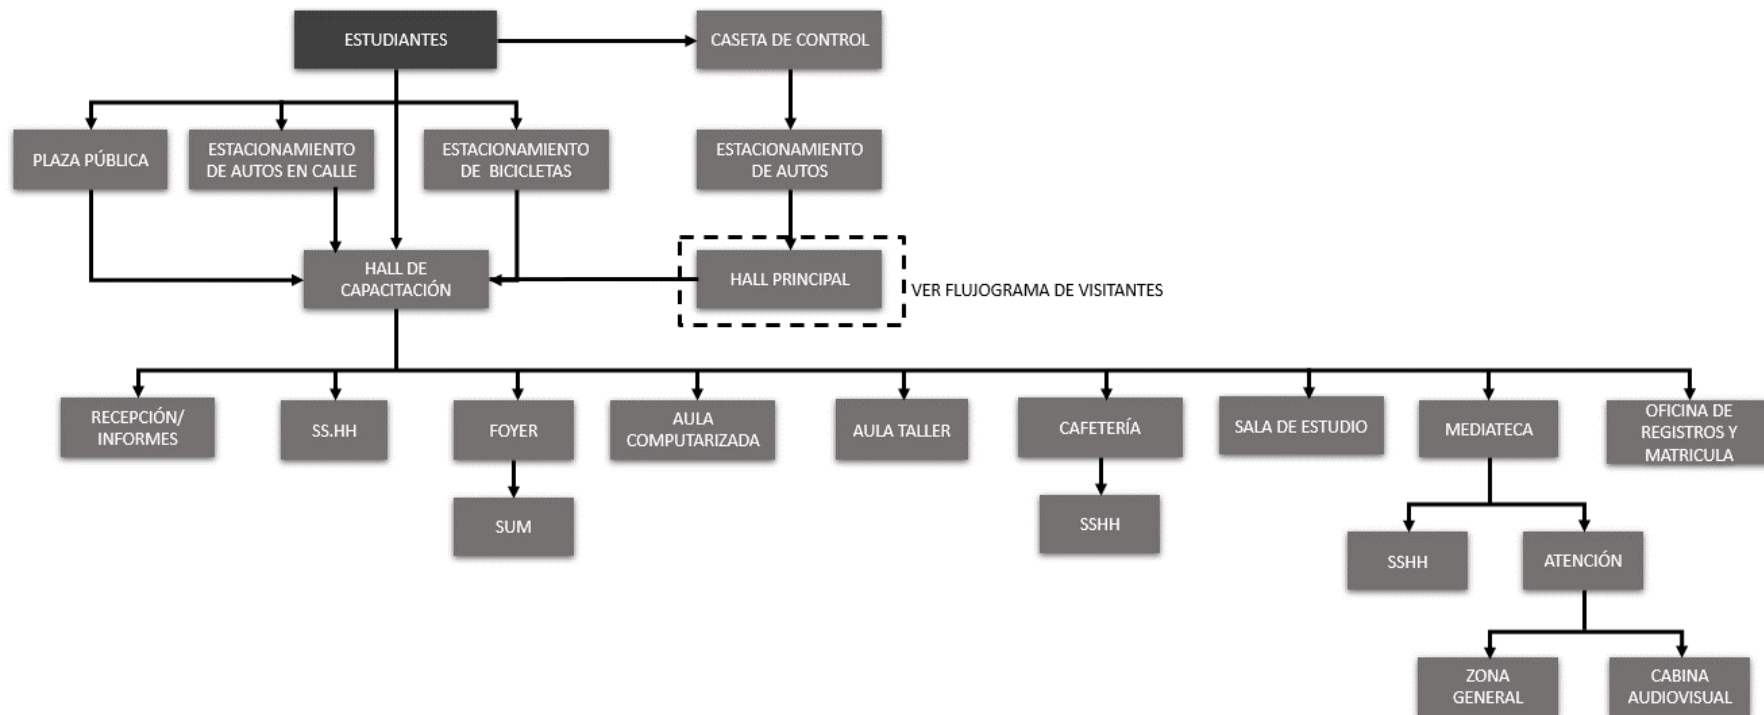 ESTUDIANTES
CASETA DE CONTROL
PLAZA PÚBLICA
ESTACIONAMIENTO
DE AUTOS EN CALLE
ESTACIONAMIENTO
DE BICICLETAS
ESTACIONAMIENTO
DE AUTOS
HALL DE
CAPACITACIÓN
HALL PRINCIPAL
VER FLUJOGRAMA DE VISITANTES
RECEPCIÓN/
INFORMES
SS.HH
FOYER
AULA
COMPUTARIZADA
AULA TALLER
CAFETERÍA
SALA DE ESTUDIO
MEDIATECA
OFICINA DE
REGISTROS Y
MATRICULA
SUM
SSHH
SSHH
ATENCIÓN
ZONA
GENERAL
CABINA
AUDIOVISUAL